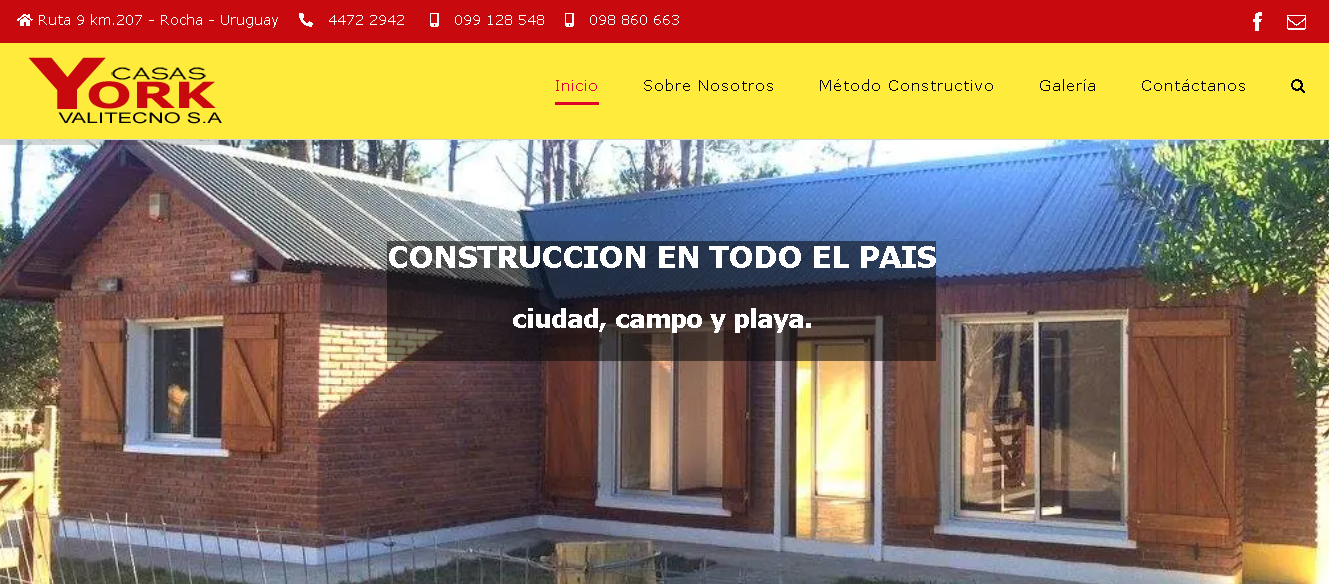 Ruta 9 km.207 - Rocha - Uruguay 4472 2942 099 128 548 098 860 663
CASAS
YORK
VALITECNO S.A
Inicio Sobre Nosotros Método Constructivo Galería Contáctanos
CONSTRUCCION EN TODO EL PAIS
ciudad, campo y playa.